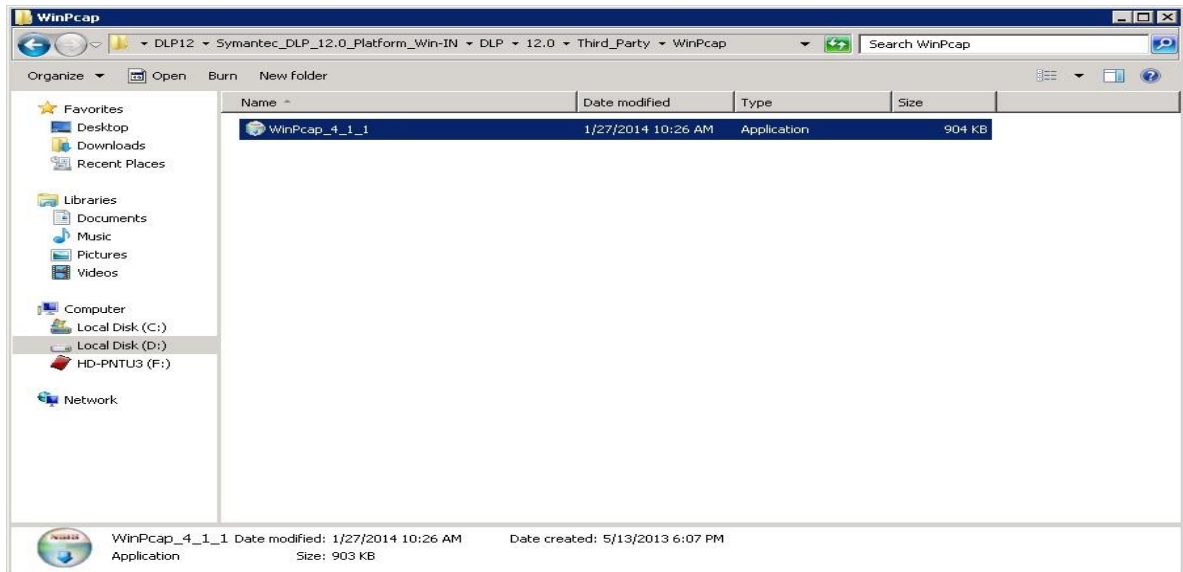 WinPcap
DLP12 Symantec_DLP_12.0_Platform_Win-IN DLP 12.0 Third_Party WinPcap Search WinPcap
Organize Open Burn New folder
Favorites
Desktop
Downloads
Recent Places
Libraries
Documents
Music
Pictures
Videos
Computer
Local Disk (C:)
Local Disk (D:)
HD-PNTU3 (F:)
Network
Name Date modified Type Size
WinPcap_4_1_1 1/27/2014 10:26 AM Application 904 KB
WinPcap_4_1_1 Date modified: 1/27/2014 10:26 AM Date created: 5/13/2013 6:07 PM
Application Size: 903 KB